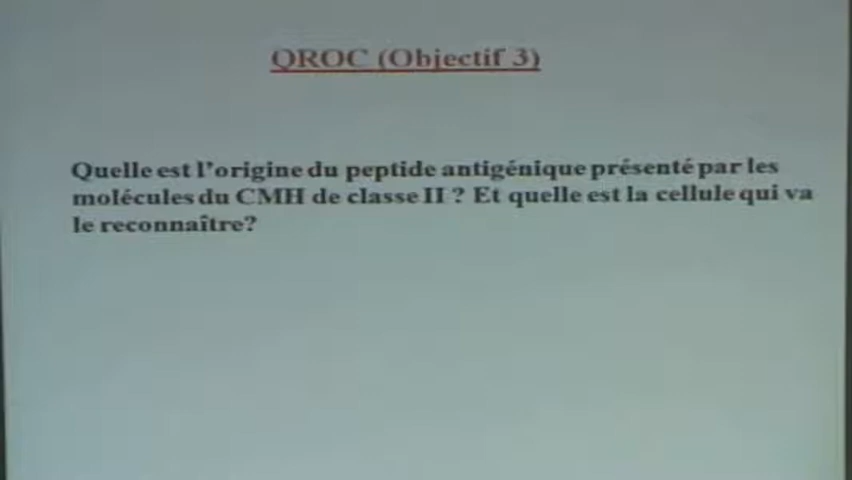 QROC (Objectif 3)
Quelle est l'origine du peptide antigénique présenté par les
molécules du CMH de classe II ? Et quelle est la cellule qui va
le reconnaître?